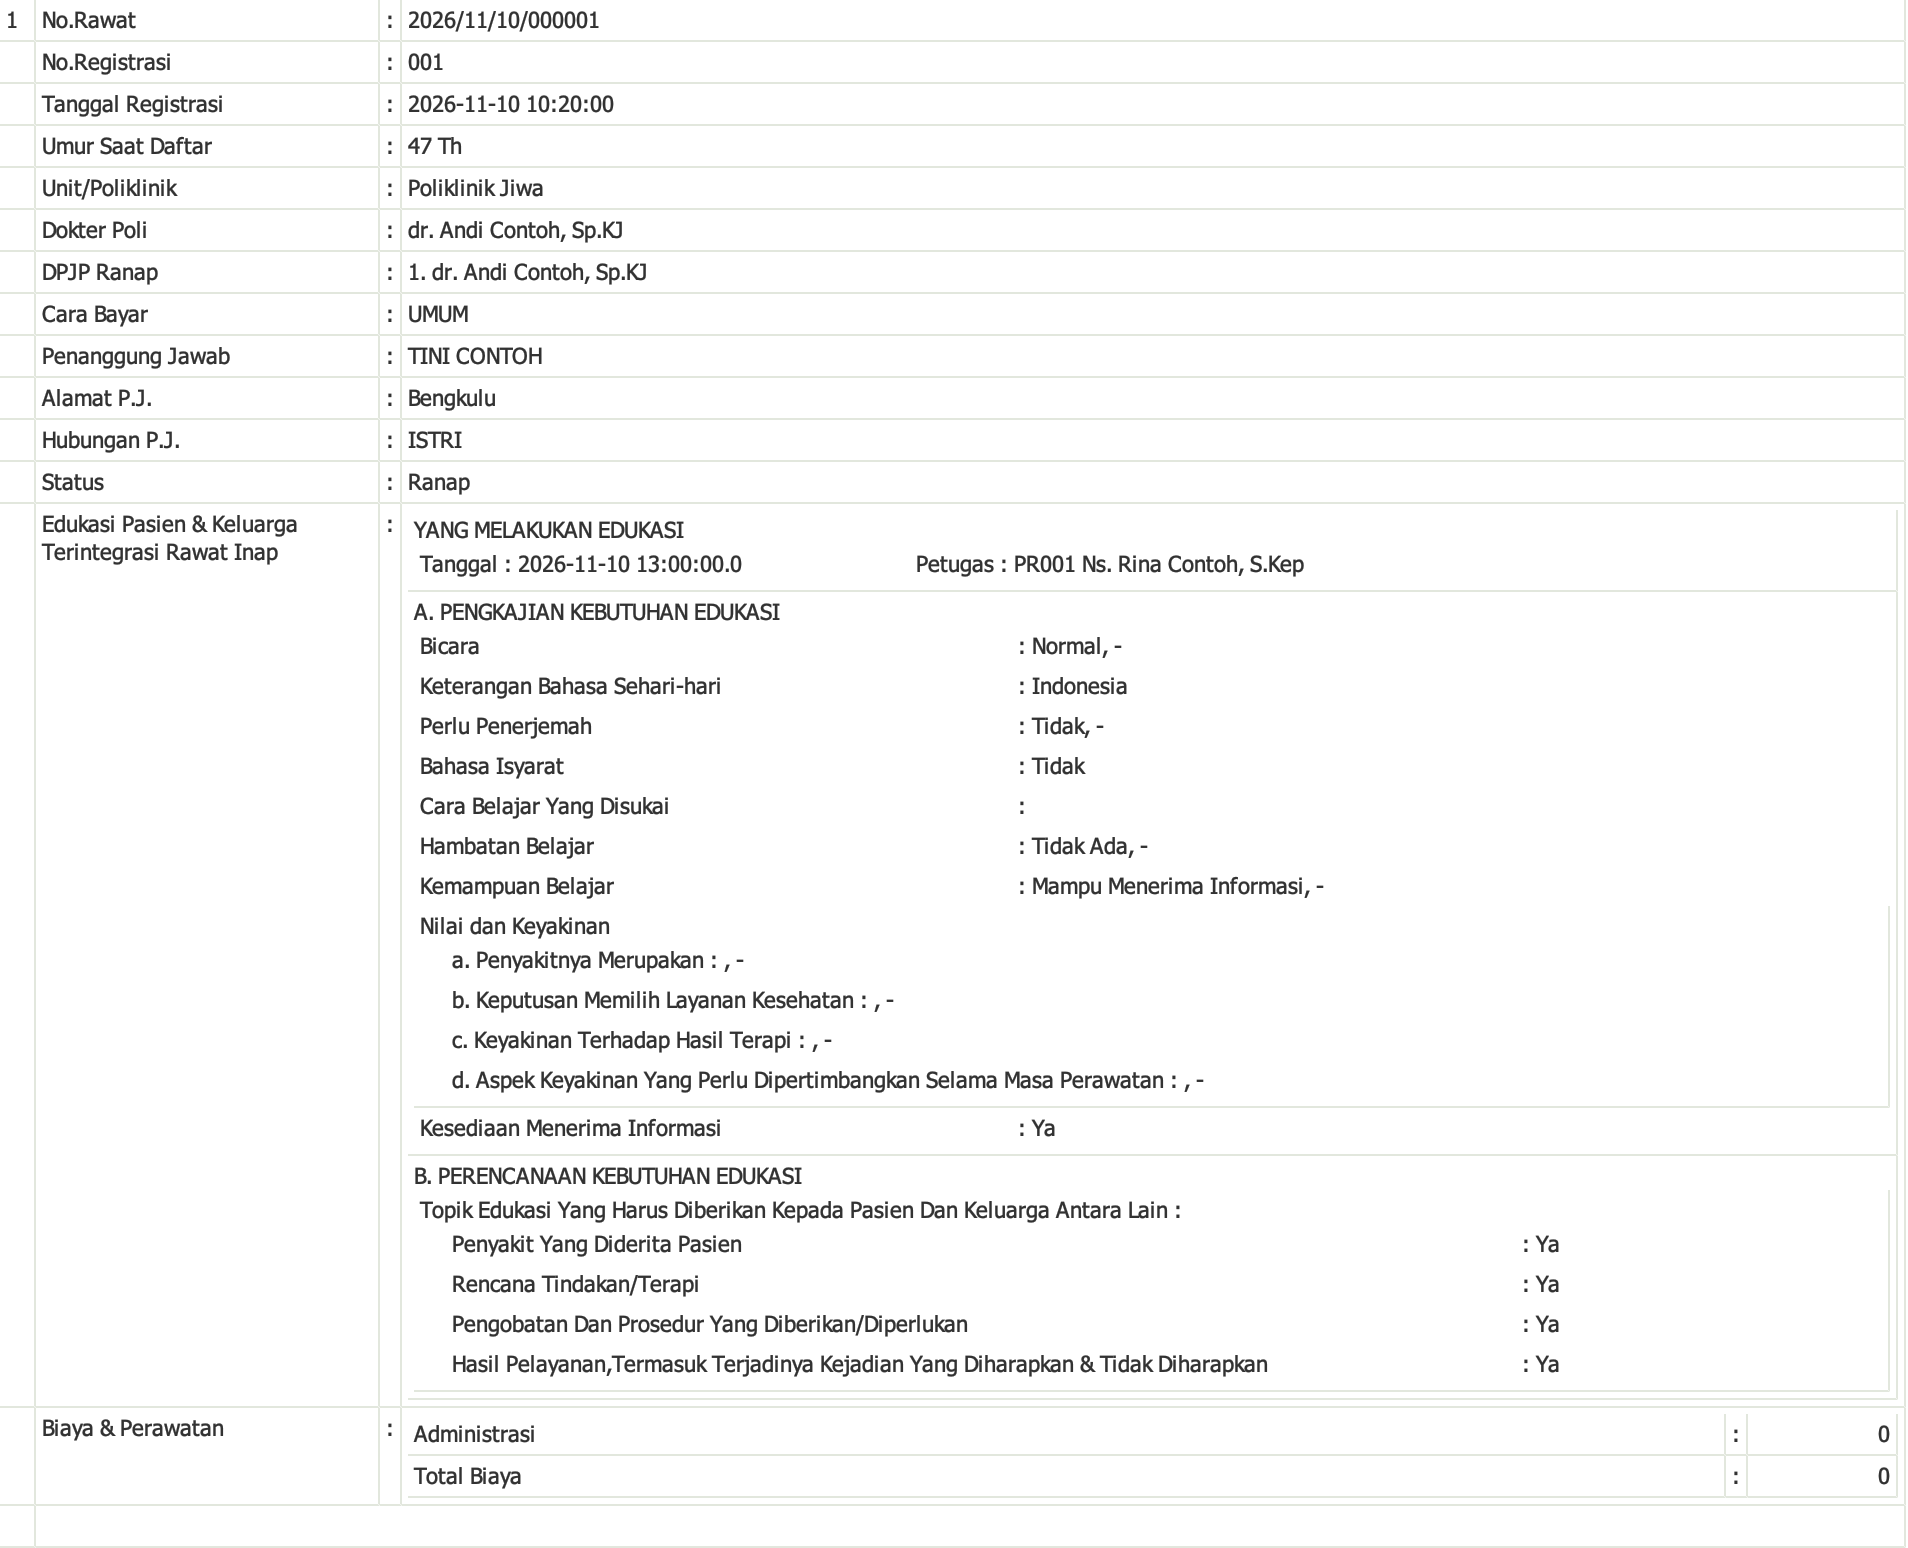 1 No.Rawat : 2026/11/10/000001
No.Registrasi : 001
Tanggal Registrasi : 2026-11-10 10:20:00
Umur Saat Daftar : 47 Th
Unit/Poliklinik : Poliklinik Jiwa
Dokter Poli : dr. Andi Contoh, Sp.KJ
DPJP Ranap : 1. dr. Andi Contoh, Sp.KJ
Cara Bayar : UMUM
Penanggung Jawab : TINI CONTOH
Alamat P.J. : Bengkulu
Hubungan P.J. : ISTRI
Status : Ranap
Edukasi Pasien & Keluarga
Terintegrasi Rawat Inap :
YANG MELAKUKAN EDUKASI
Tanggal : 2026-11-10 13:00:00.0 Petugas : PR001 Ns. Rina Contoh, S.Kep
A. PENGKAJIAN KEBUTUHAN EDUKASI
Bicara : Normal, -
Keterangan Bahasa Sehari-hari : Indonesia
Perlu Penerjemah : Tidak, -
Bahasa Isyarat : Tidak
Cara Belajar Yang Disukai :
Hambatan Belajar : Tidak Ada, -
Kemampuan Belajar : Mampu Menerima Informasi, -
Nilai dan Keyakinan
a. Penyakitnya Merupakan : , -
b. Keputusan Memilih Layanan Kesehatan : , -
c. Keyakinan Terhadap Hasil Terapi : , -
d. Aspek Keyakinan Yang Perlu Dipertimbangkan Selama Masa Perawatan : , -
Kesediaan Menerima Informasi : Ya
B. PERENCANAAN KEBUTUHAN EDUKASI
Topik Edukasi Yang Harus Diberikan Kepada Pasien Dan Keluarga Antara Lain :
Penyakit Yang Diderita Pasien : Ya
Rencana Tindakan/Terapi : Ya
Pengobatan Dan Prosedur Yang Diberikan/Diperlukan : Ya
Hasil Pelayanan,Termasuk Terjadinya Kejadian Yang Diharapkan & Tidak Diharapkan : Ya
Biaya & Perawatan :
Administrasi : 0
Total Biaya : 0